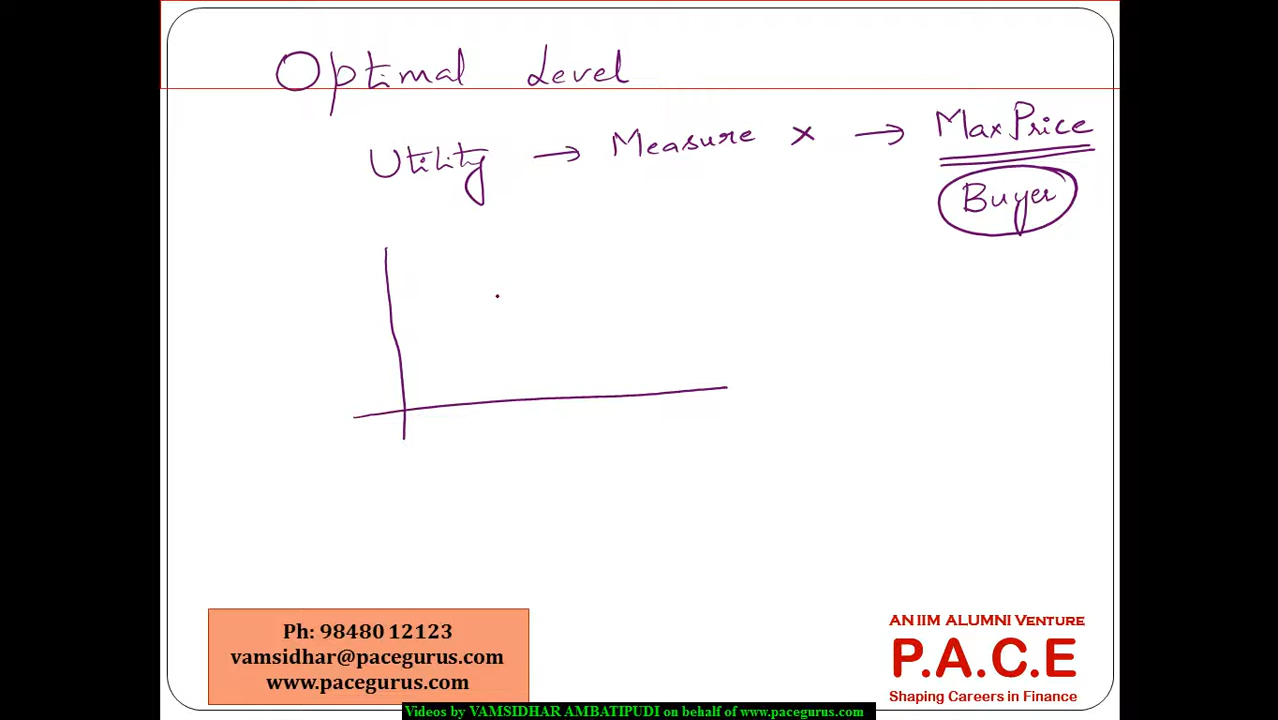 Optimal Level
Utility → Measure × → Max Price
Buyer
Ph: 98480 12123
vamsidhar@pacegurus.com
www.pacegurus.com
AN IIM ALUMNI VENTURE
P.A.C.E
Shaping Careers in Finance
Videos by VAMSIDHAR AMBATIPUDI on behalf of www.pacegurus.com